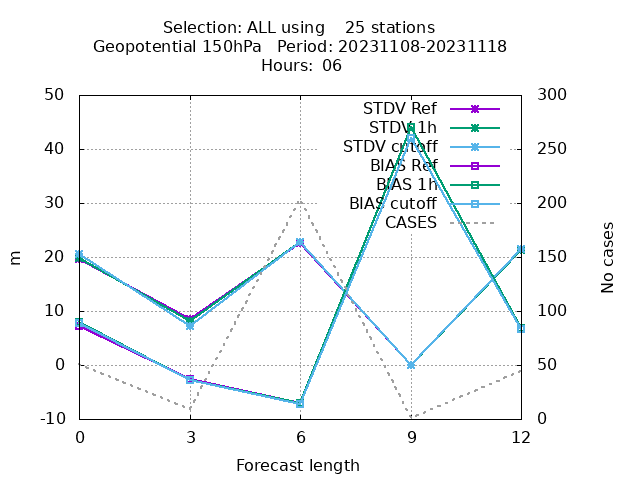 Selection: ALL using    25 stations
Geopotential 150hPa   Period: 20231108-20231118
Hours: 06
STDV Ref
STDV 1h
STDV cutoff
BIAS Ref
BIAS 1h
BIAS cutoff
CASES
50
40
30
20
10
0
-10
m
300
250
200
150
100
50
0
No cases
0 3 6 9 12
Forecast length